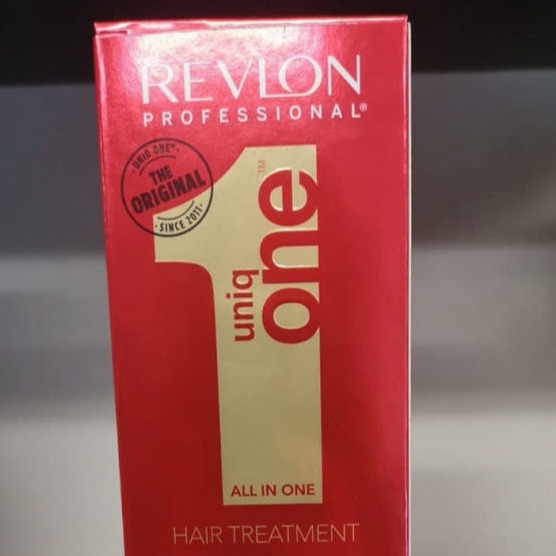 REVLON
PROFESSIONAL®
UNIQ ONE™
THE
ORIGINAL
· SINCE 2011 ·
1
uniq
one™
ALL IN ONE
HAIR TREATMENT